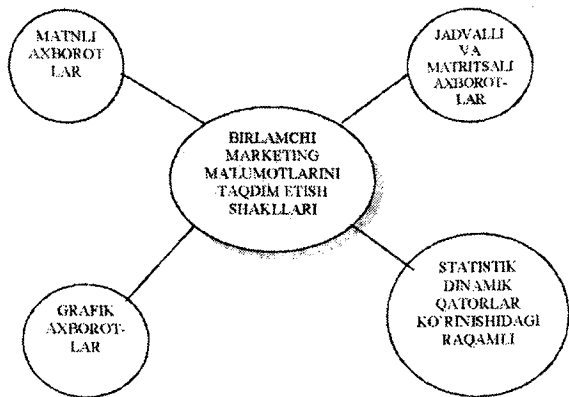 MATNLI
AXBOROT
LAR
JADVALLI
VA
MATRITSALI
AXBOROT-
LAR
BIRLAMCHI
MARKETING
MA'LUMOTLARINI
TAQDIM ETISH
SHAKLLARI
GRAFIK
AXBOROT-
LAR
STATISTIK
DINAMIK
QATORLAR
KO`RINISHIDAGI
RAQAMLI